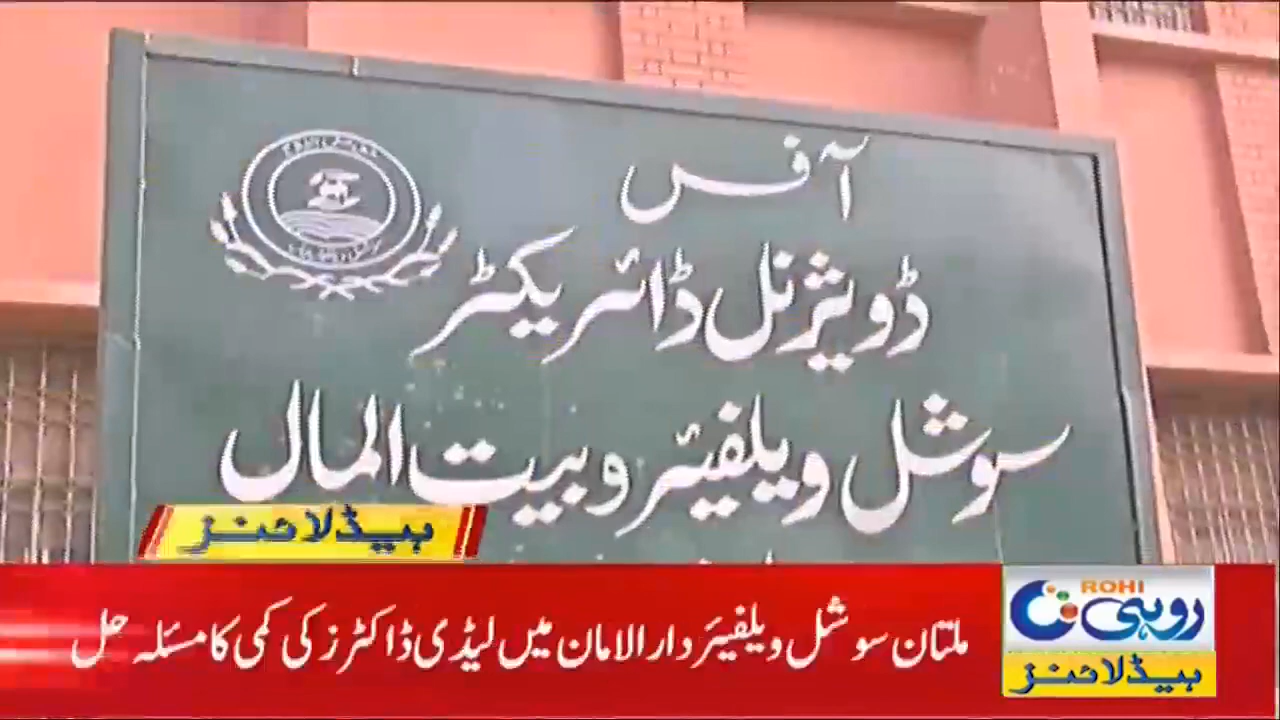 آفس
ڈویژنل ڈائریکٹر
سوشل ویلفیئر و بیت المال
ہیڈلائنز
ملتان سوشل ویلفیئر دارالامان میں لیڈی ڈاکٹرز کی کمی کا مسئلہ حل
ROHI
روہی
ہیڈلائنز